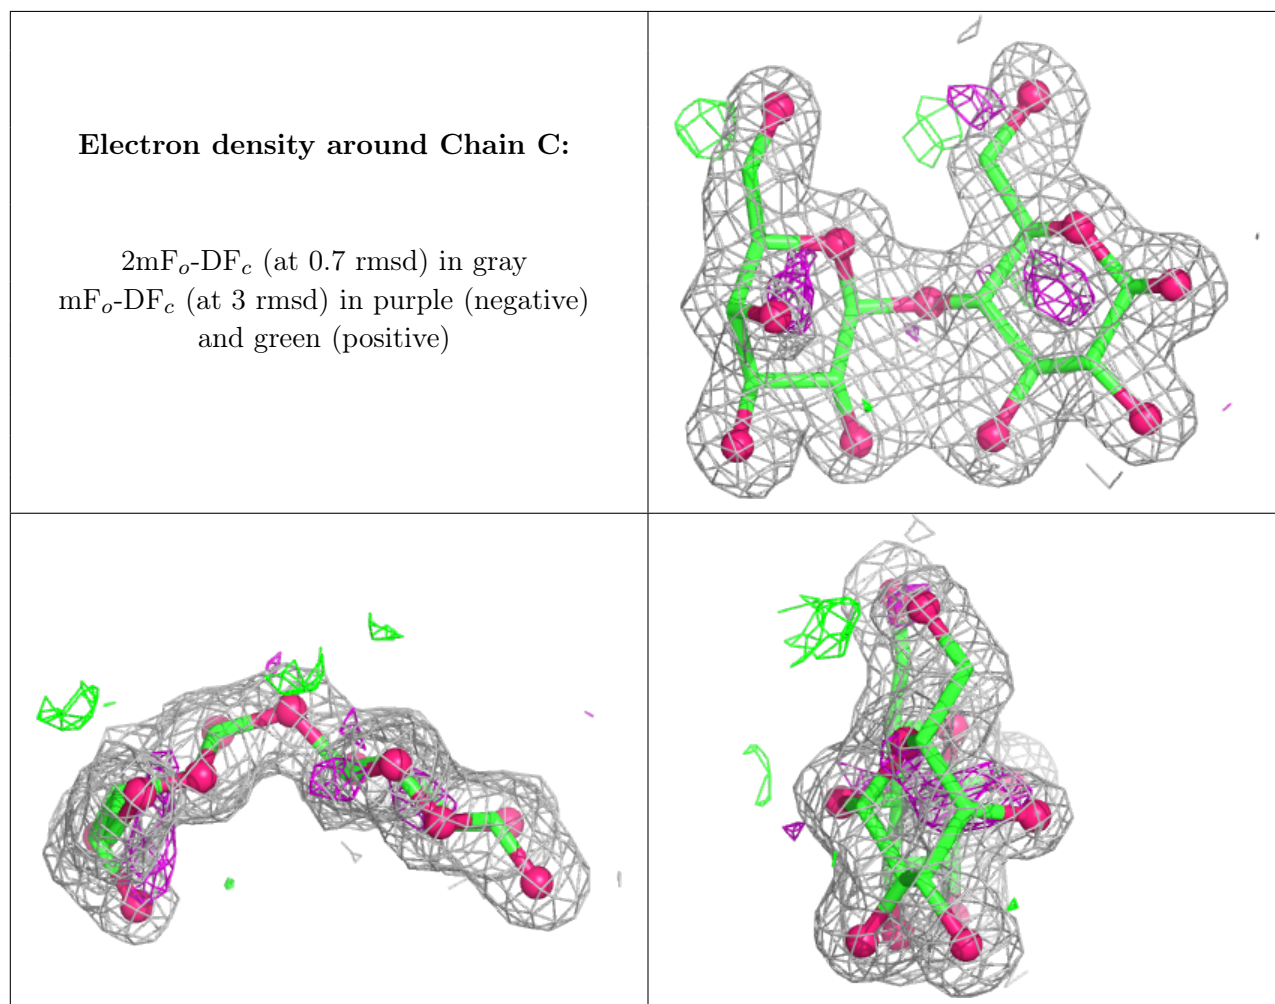 Electron density around Chain C:
2mFₒ-DF𝑐 (at 0.7 rmsd) in gray
mFₒ-DF𝑐 (at 3 rmsd) in purple (negative)
and green (positive)